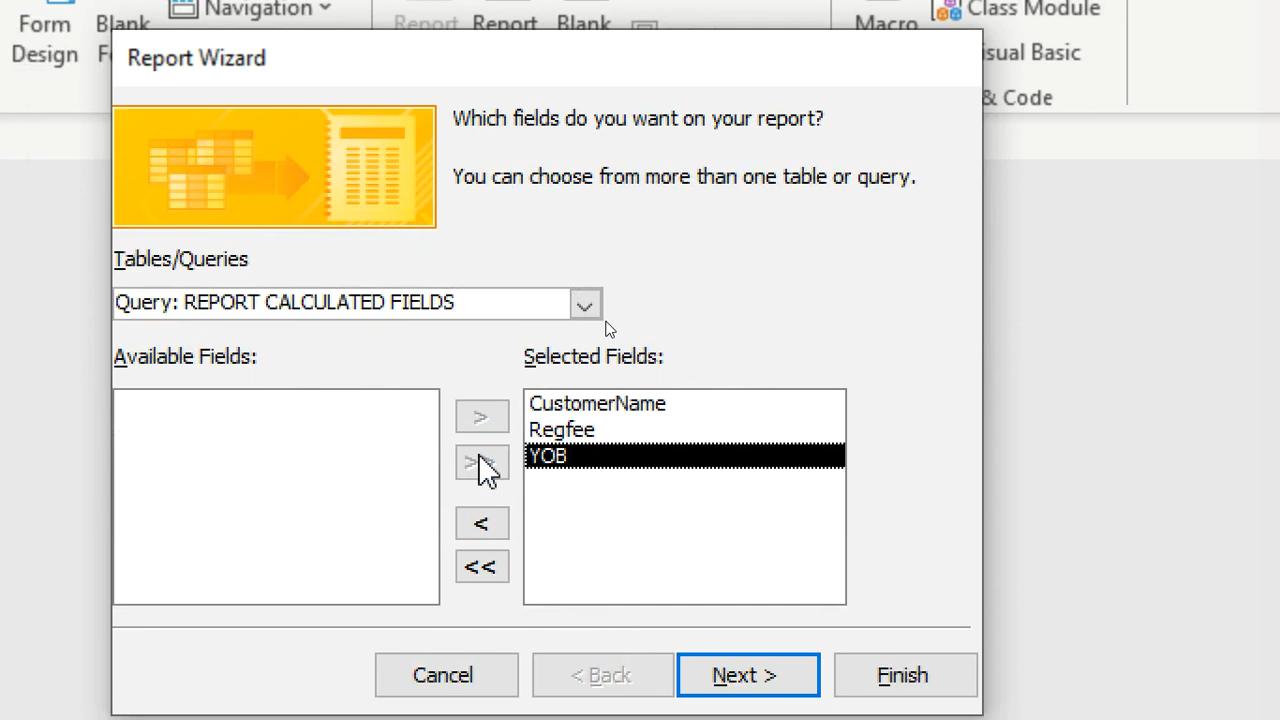 Navigation
Class Module
Form
Design
Blank
Report
Report
Blank
Macro
isual Basic
& Code
Report Wizard
Which fields do you want on your report?
You can choose from more than one table or query.
Tables/Queries
Query: REPORT CALCULATED FIELDS
Available Fields:
Selected Fields:
CustomerName
Regfee
YOB
>
<
<<
Cancel
< Back
Next >
Finish